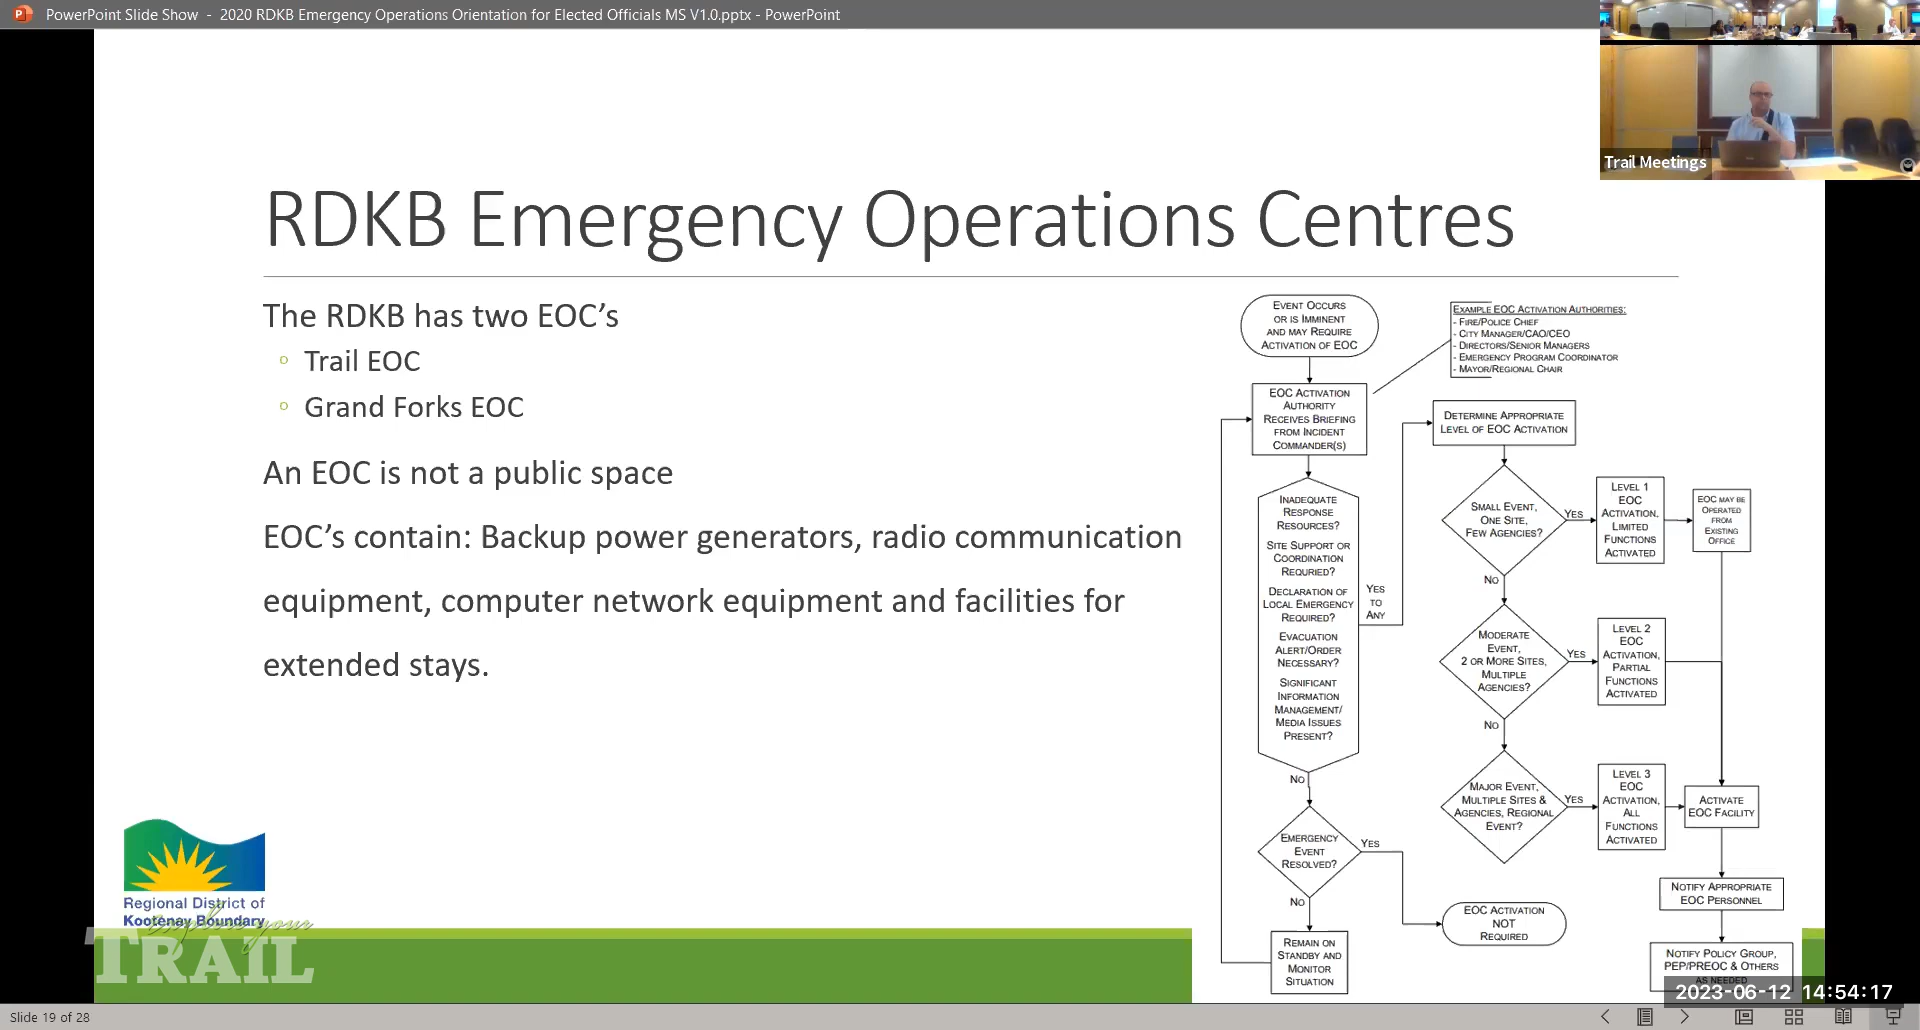 PowerPoint Slide Show - 2020 RDKB Emergency Operations Orientation for Elected Officials MS V1.0.pptx - PowerPoint
Trail Meetings
RDKB Emergency Operations Centres
The RDKB has two EOC's
Trail EOC
Grand Forks EOC
An EOC is not a public space
EOC's contain: Backup power generators, radio communication
equipment, computer network equipment and facilities for
extended stays.
EVENT OCCURS
OR IS IMMINENT
AND MAY REQUIRE
ACTIVATION OF EOC
EXAMPLE EOC ACTIVATION AUTHORITIES:
- FIRE/POLICE CHIEF
- CITY MANAGER/CAO/CEO
- DIRECTORS/SENIOR MANAGERS
- EMERGENCY PROGRAM COORDINATOR
- MAYOR/REGIONAL CHAIR
EOC ACTIVATION
AUTHORITY
RECEIVES BRIEFING
FROM INCIDENT
COMMANDER(S)
INADEQUATE
RESPONSE
RESOURCES?
SITE SUPPORT OR
COORDINATION
REQURIED?
DECLARATION OF
LOCAL EMERGENCY
REQUIRED?
EVACUATION
ALERT/ORDER
NECESSARY?
SIGNIFICANT
INFORMATION
MANAGEMENT/
MEDIA ISSUES
PRESENT?
YES
TO
ANY
NO
EMERGENCY
EVENT
RESOLVED?
YES
NO
REMAIN ON
STANDBY AND
MONITOR
SITUATION
EOC ACTIVATION
NOT
REQUIRED
DETERMINE APPROPRIATE
LEVEL OF EOC ACTIVATION
SMALL EVENT,
ONE SITE,
FEW AGENCIES?
YES
LEVEL 1
EOC
ACTIVATION,
LIMITED
FUNCTIONS
ACTIVATED
EOC MAY BE
OPERATED
FROM
EXISTING
OFFICE
NO
MODERATE
EVENT,
2 OR MORE SITES,
MULTIPLE
AGENCIES?
YES
LEVEL 2
EOC
ACTIVATION,
PARTIAL
FUNCTIONS
ACTIVATED
NO
MAJOR EVENT,
MULTIPLE SITES &
AGENCIES, REGIONAL
EVENT?
YES
LEVEL 3
EOC
ACTIVATION,
ALL
FUNCTIONS
ACTIVATED
ACTIVATE
EOC FACILITY
NOTIFY APPROPRIATE
EOC PERSONNEL
NOTIFY POLICY GROUP,
PEP/PREOC & OTHERS
AS NEEDED
Regional District of
Kootenay Boundary
explore your
TRAIL
2023-06-12 14:54:17
Slide 19 of 28